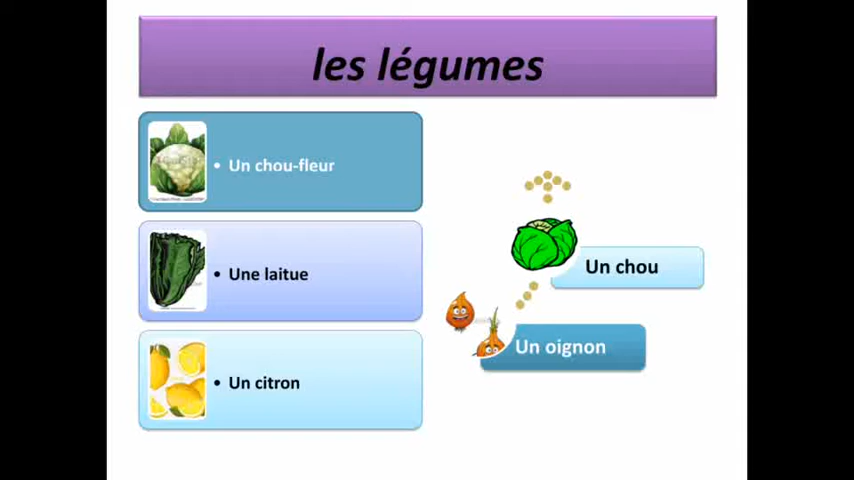 les légumes
• Un chou-fleur
• Une laitue
• Un citron
Un chou
Un oignon